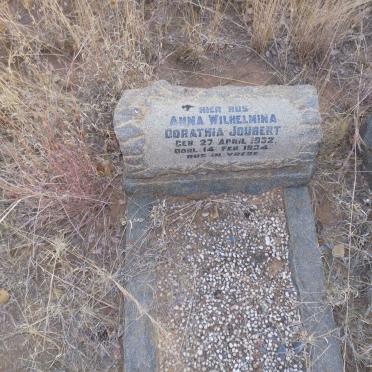 HIER RUS
ANNA WILHELMINA
DORATHIA JOUBERT
GEB. 27 APRIL 1932
OORL. 14 FEB. 1934
RUS IN VREDE